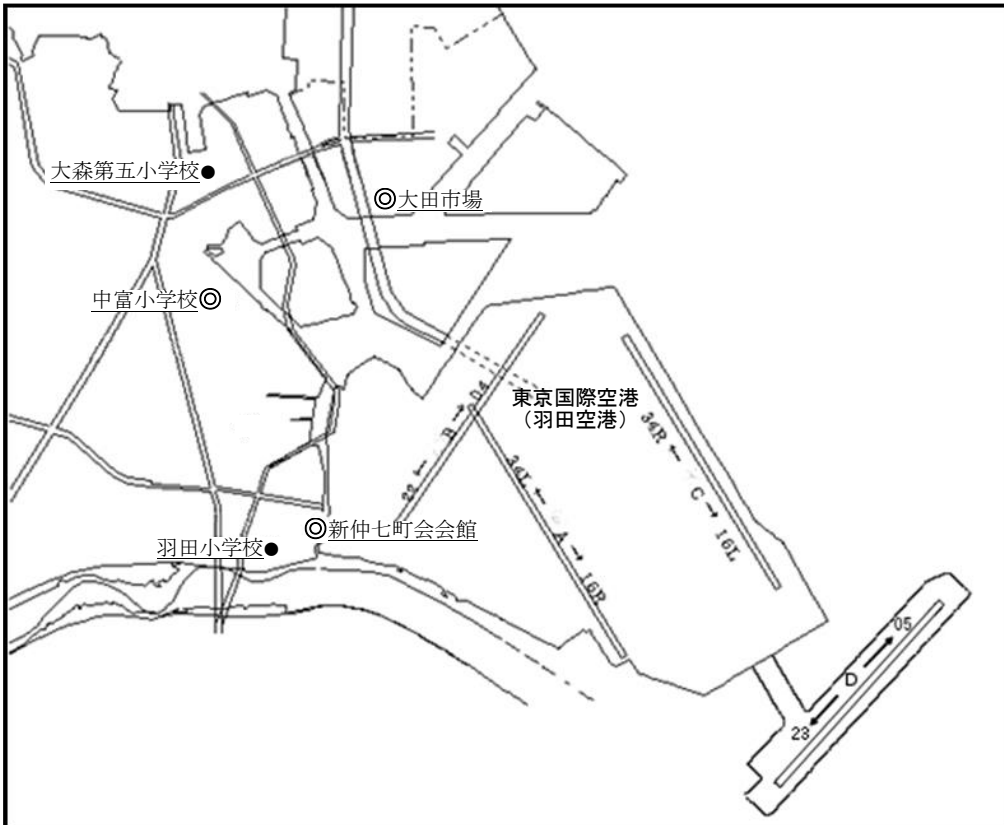 大森第五小学校●
◎大田市場
中富小学校◎
東京国際空港
（羽田空港）
04
B
22
34R
C
16L
34L
A
16R
◎新仲七町会会館
羽田小学校●
05
D
23